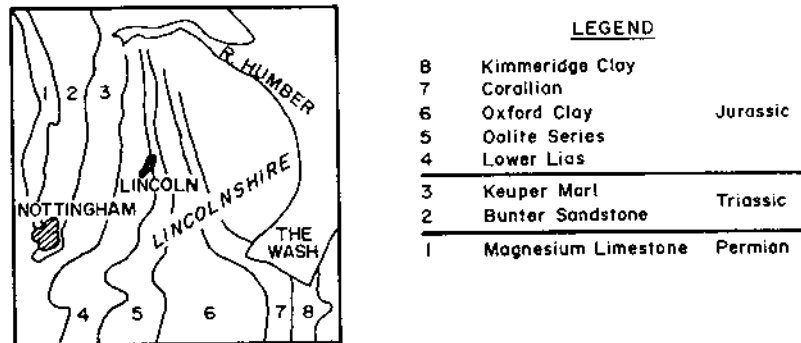 1 2 3
R. HUMBER
LINCOLN
LINCOLNSHIRE
NOTTINGHAM
THE
WASH
4 5 6 7 8
LEGEND
8 Kimmeridge Clay
7 Corallian
6 Oxford Clay Jurassic
5 Oolite Series
4 Lower Lias
3 Keuper Marl Triassic
2 Bunter Sandstone
1 Magnesium Limestone Permian